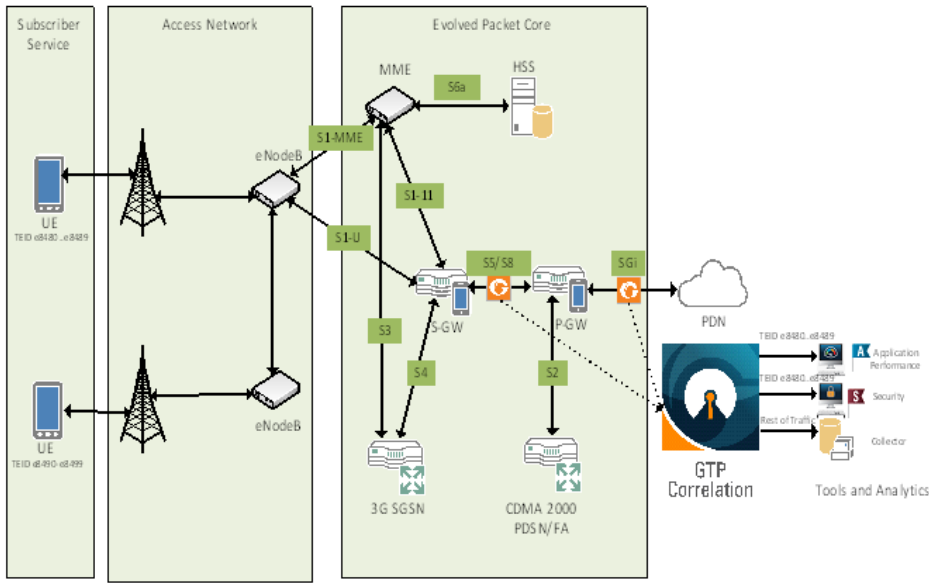 Subscriber
Service
Access Network
Evolved Packet Core
MME
HSS
S6a
S1-MME
eNodeB
S1-11
UE
TEID e8480..e8489
S1-U
S5/S8
SGi
S-GW
P-GW
PDN
S3
S4
S2
TEID e8480..e8489
A
Application
Performance
TEID e8480..e8489
S
Security
Rest of Traffic
Collector
eNodeB
UE
TEID e8490-e8499
GTP
Correlation
Tools and Analytics
3G SGSN
CDMA 2000
PDSN/FA